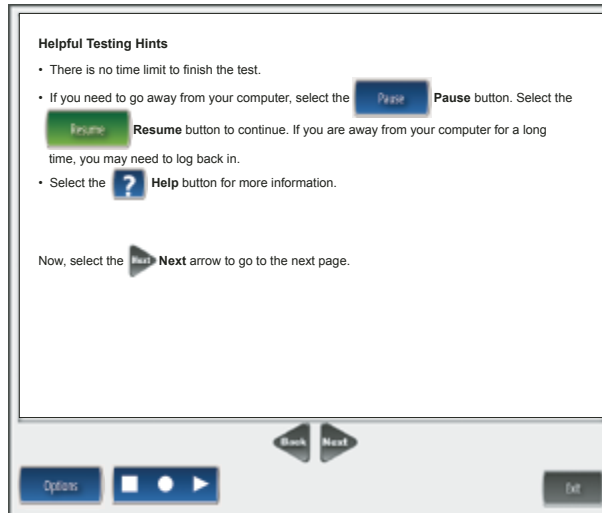 Helpful Testing Hints
• There is no time limit to finish the test.
• If you need to go away from your computer, select the Pause Pause button. Select the
Resume Resume button to continue. If you are away from your computer for a long
time, you may need to log back in.
• Select the ? Help button for more information.
Now, select the Next Next arrow to go to the next page.
Back Next
Options
Exit